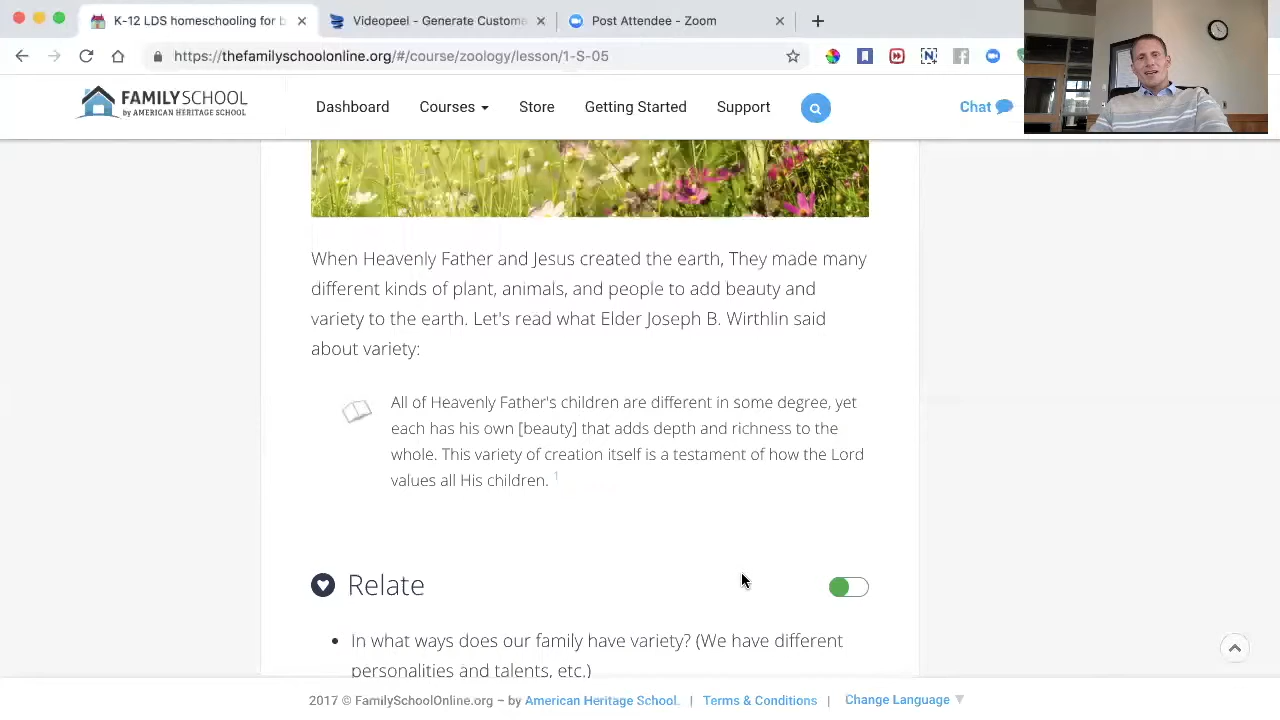 K-12 LDS homeschooling for b
Videopeel - Generate Custome
Post Attendee - Zoom
https://thefamilyschoolonline.org/#/course/zoology/lesson/1-S-05
FAMILYSCHOOL
by AMERICAN HERITAGE SCHOOL
Dashboard
Courses
Store
Getting Started
Support
Chat
When Heavenly Father and Jesus created the earth, They made many
different kinds of plant, animals, and people to add beauty and
variety to the earth. Let's read what Elder Joseph B. Wirthlin said
about variety:
All of Heavenly Father's children are different in some degree, yet
each has his own [beauty] that adds depth and richness to the
whole. This variety of creation itself is a testament of how the Lord
values all His children. 1
Relate
• In what ways does our family have variety? (We have different
personalities and talents, etc.)
2017 © FamilySchoolOnline.org – by American Heritage School. | Terms & Conditions | Change Language